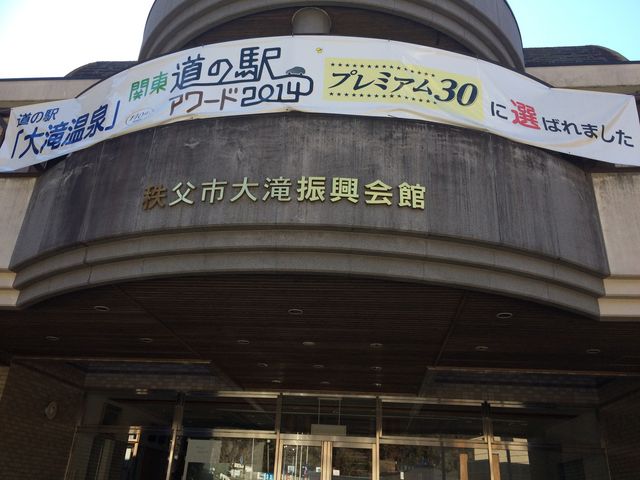 道の駅
「大滝温泉」
関東 道の駅
アワード2014
プレミアム30
に選ばれました
秩父市大滝振興会館